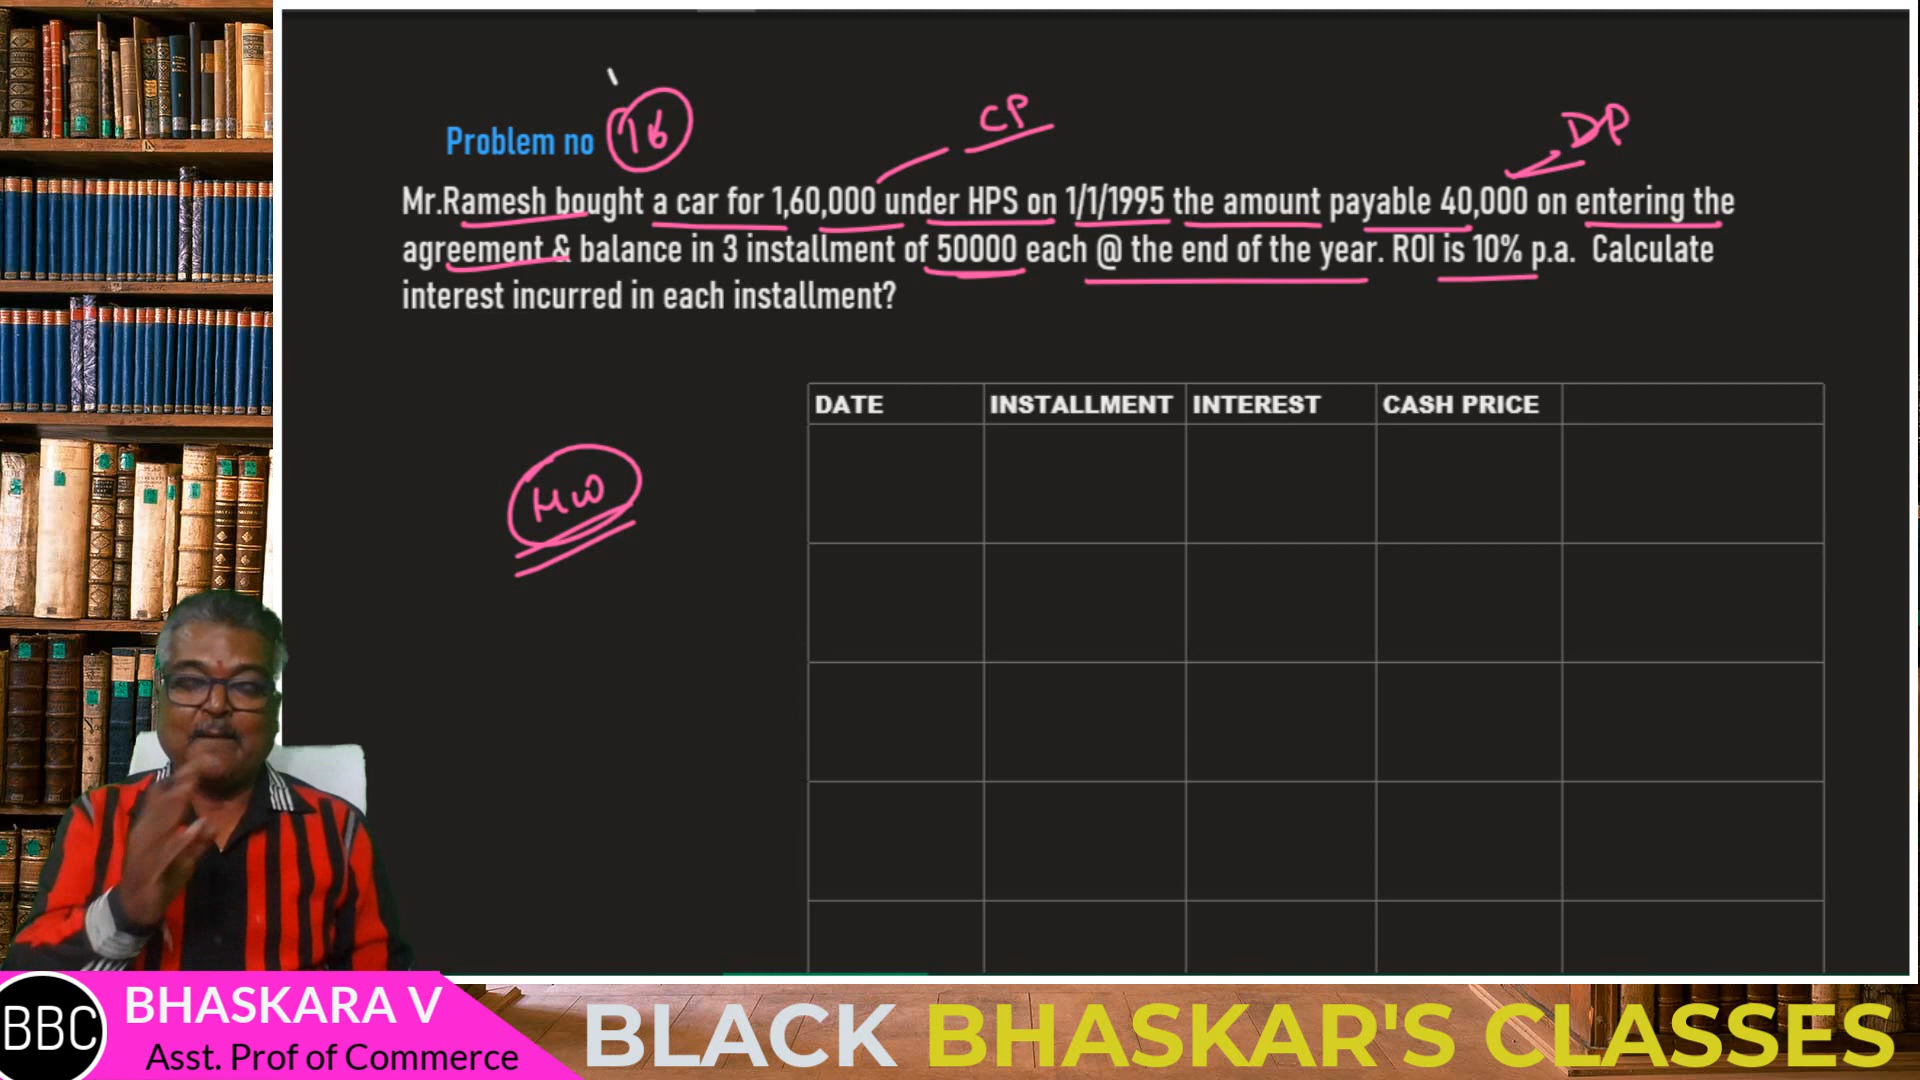 Problem no 16
CP
DP
Mr.Ramesh bought a car for 1,60,000 under HPS on 1/1/1995 the amount payable 40,000 on entering the
agreement & balance in 3 installment of 50000 each @ the end of the year. ROI is 10% p.a. Calculate
interest incurred in each installment?
DATE INSTALLMENT INTEREST CASH PRICE
HW
BBC
BHASKARA V
Asst. Prof of Commerce
BLACK BHASKAR'S CLASSES